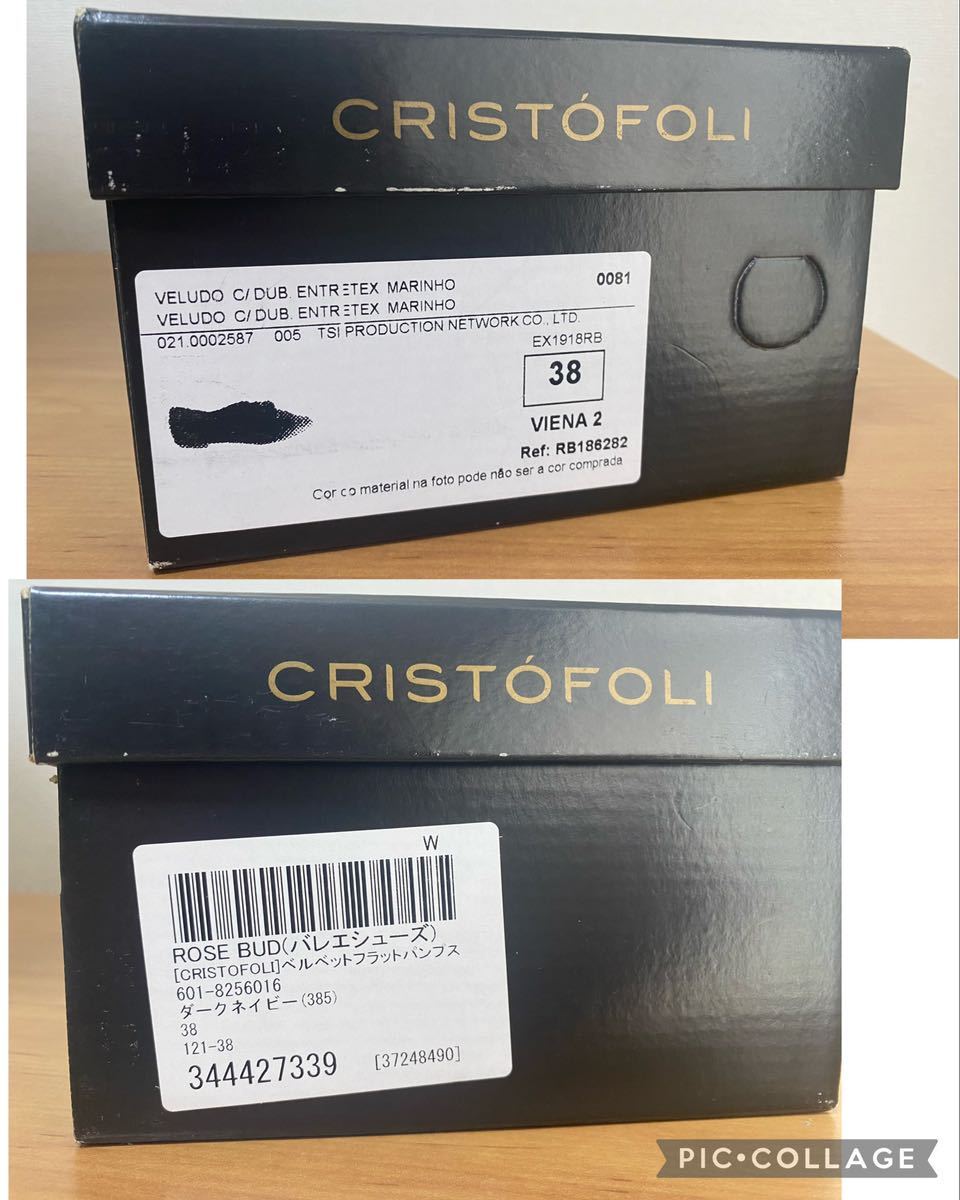 CRISTÓFOLI
VELUDO C/DUB. ENTRETEX MARINHO 0081
VELUDO C/DUB. ENTRETEX MARINHO
021.0002587 005 TSI PRODUCTION NETWORK CO., LTD.
EX1918RB
38
VIENA 2
Ref: RB186282
Cor co material na foto pode não ser a cor comprada
CRISTÓFOLI
W
ROSE BUD(バレエシューズ)
[CRISTOFOLI]ベルベットフラットパンプス
601-8256016
ダークネイビー(385)
38
121-38
344427339 [37248490]
PIC•COLLAGE